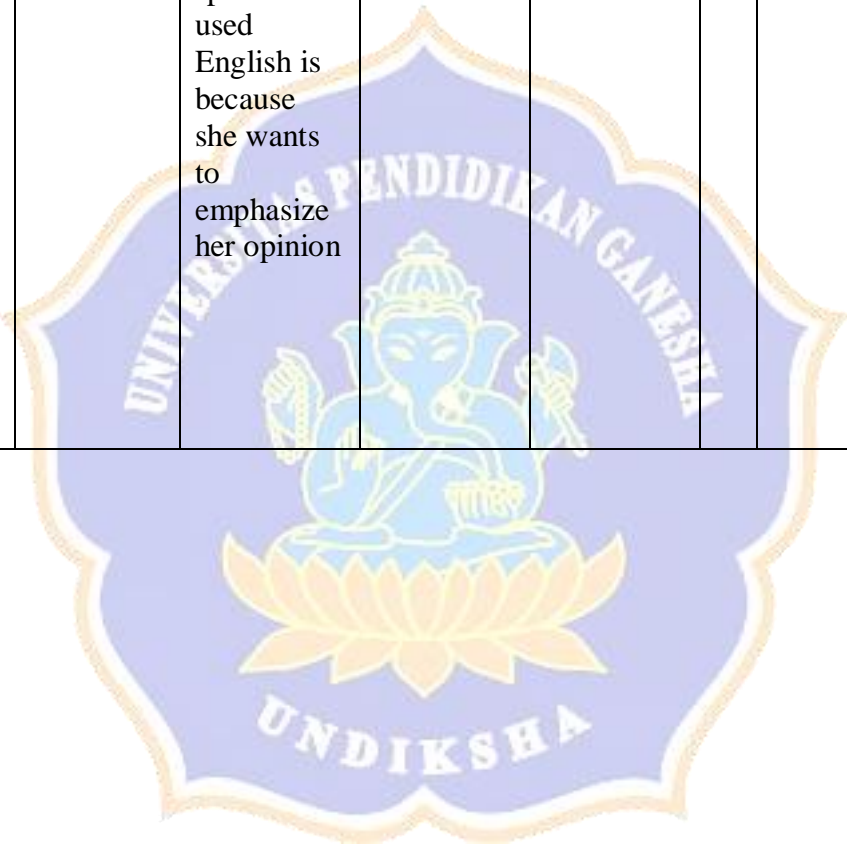 used
English is
because
she wants
to
emphasize
her opinion
UNIVERSITAS PENDIDIKAN GANESHA
UNDIKSHA